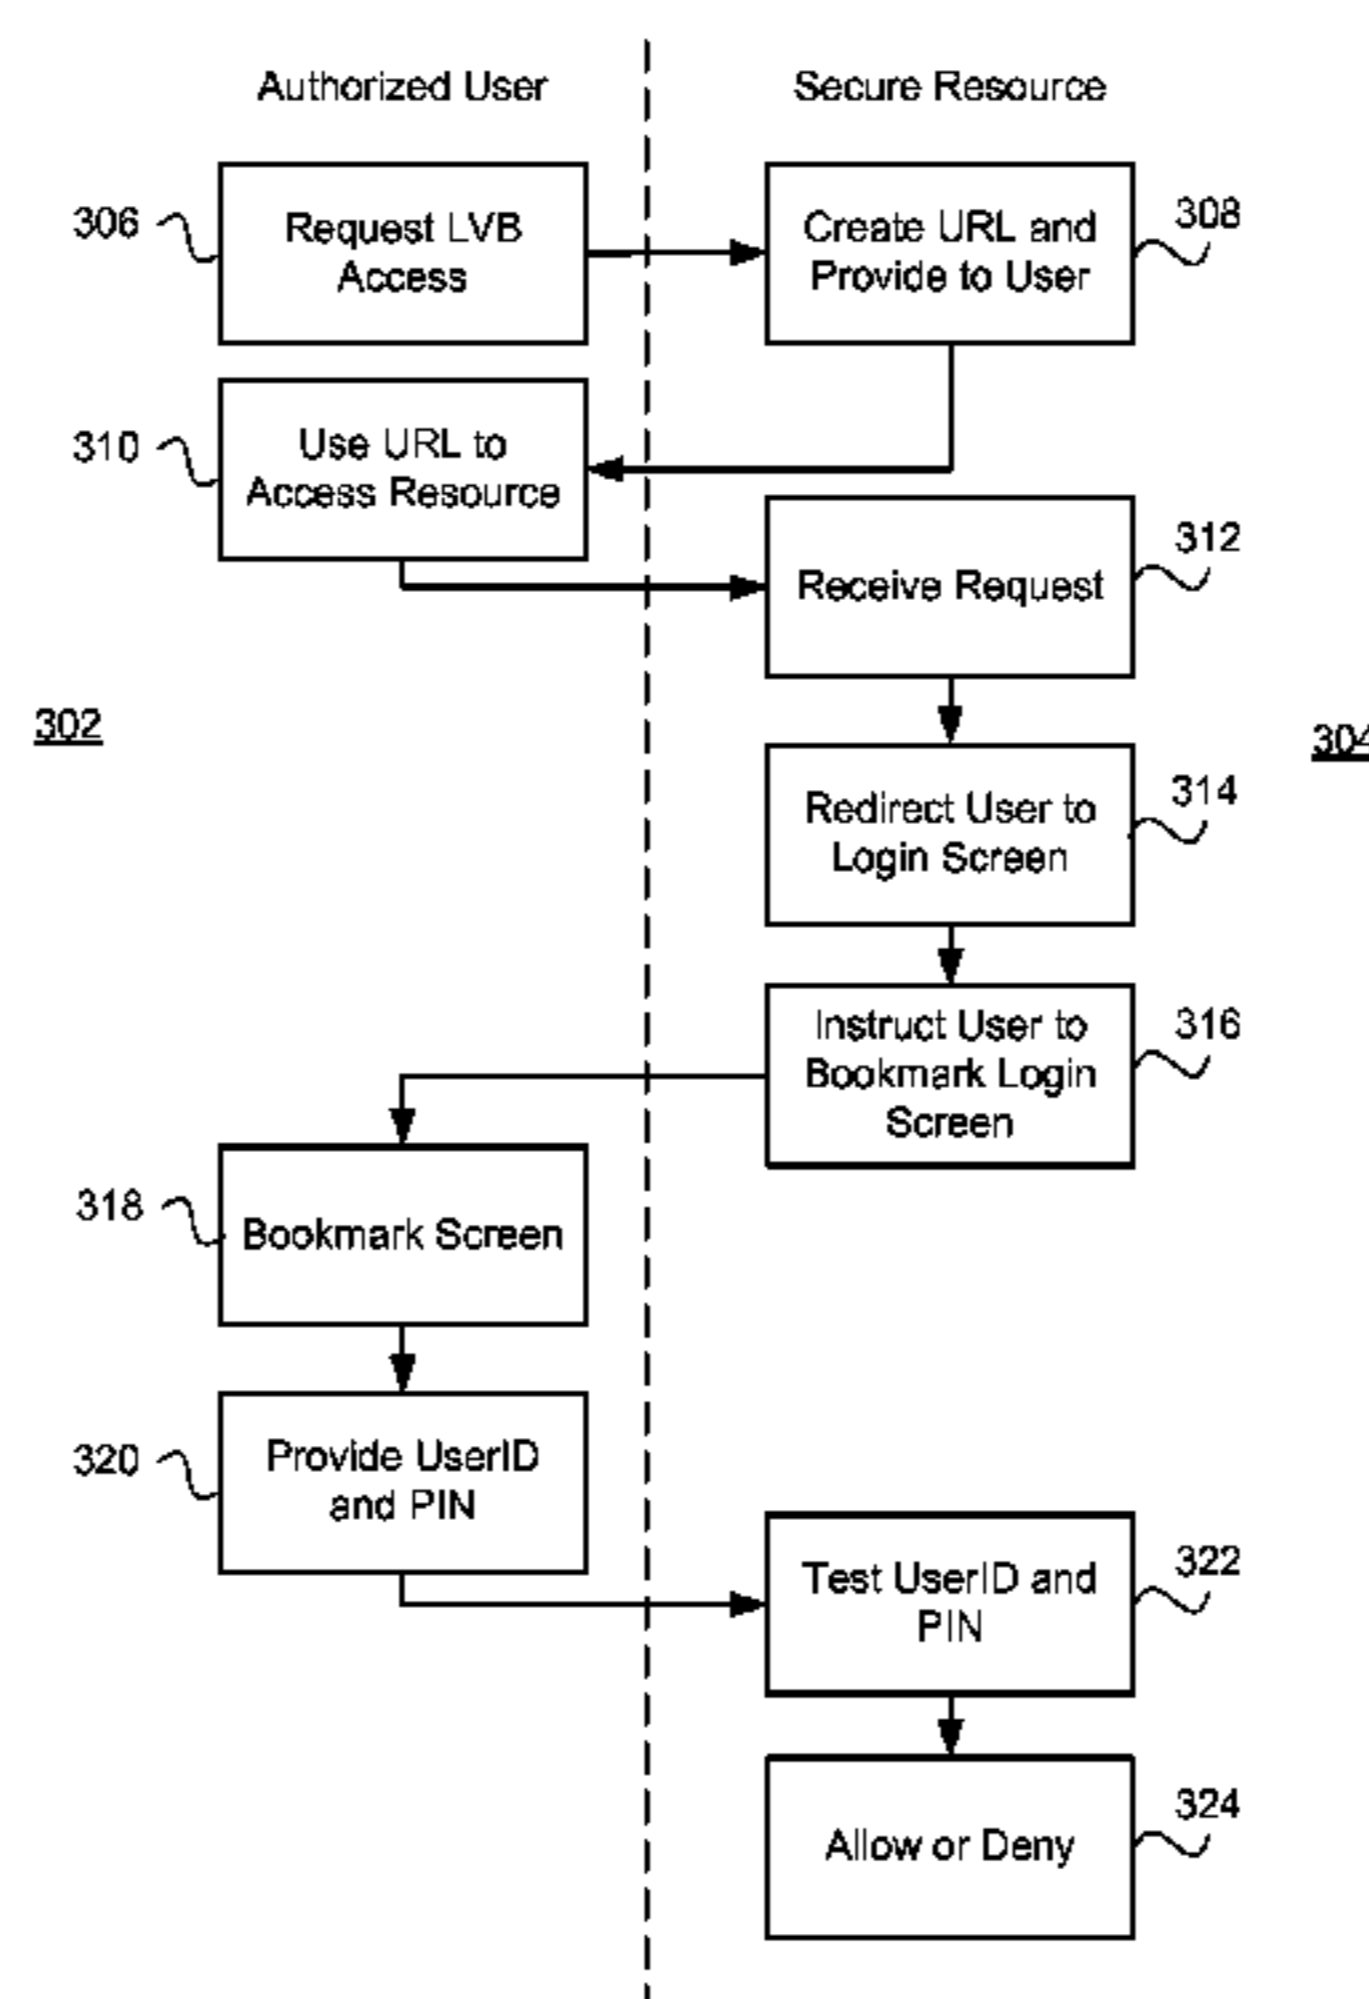 Authorized User
Secure Resource
306
Request LVB
Access
Create URL and
Provide to User
308
310
Use URL to
Access Resource
312
Receive Request
302
304
314
Redirect User to
Login Screen
316
Instruct User to
Bookmark Login
Screen
318
Bookmark Screen
320
Provide UserID
and PIN
322
Test UserID and
PIN
324
Allow or Deny